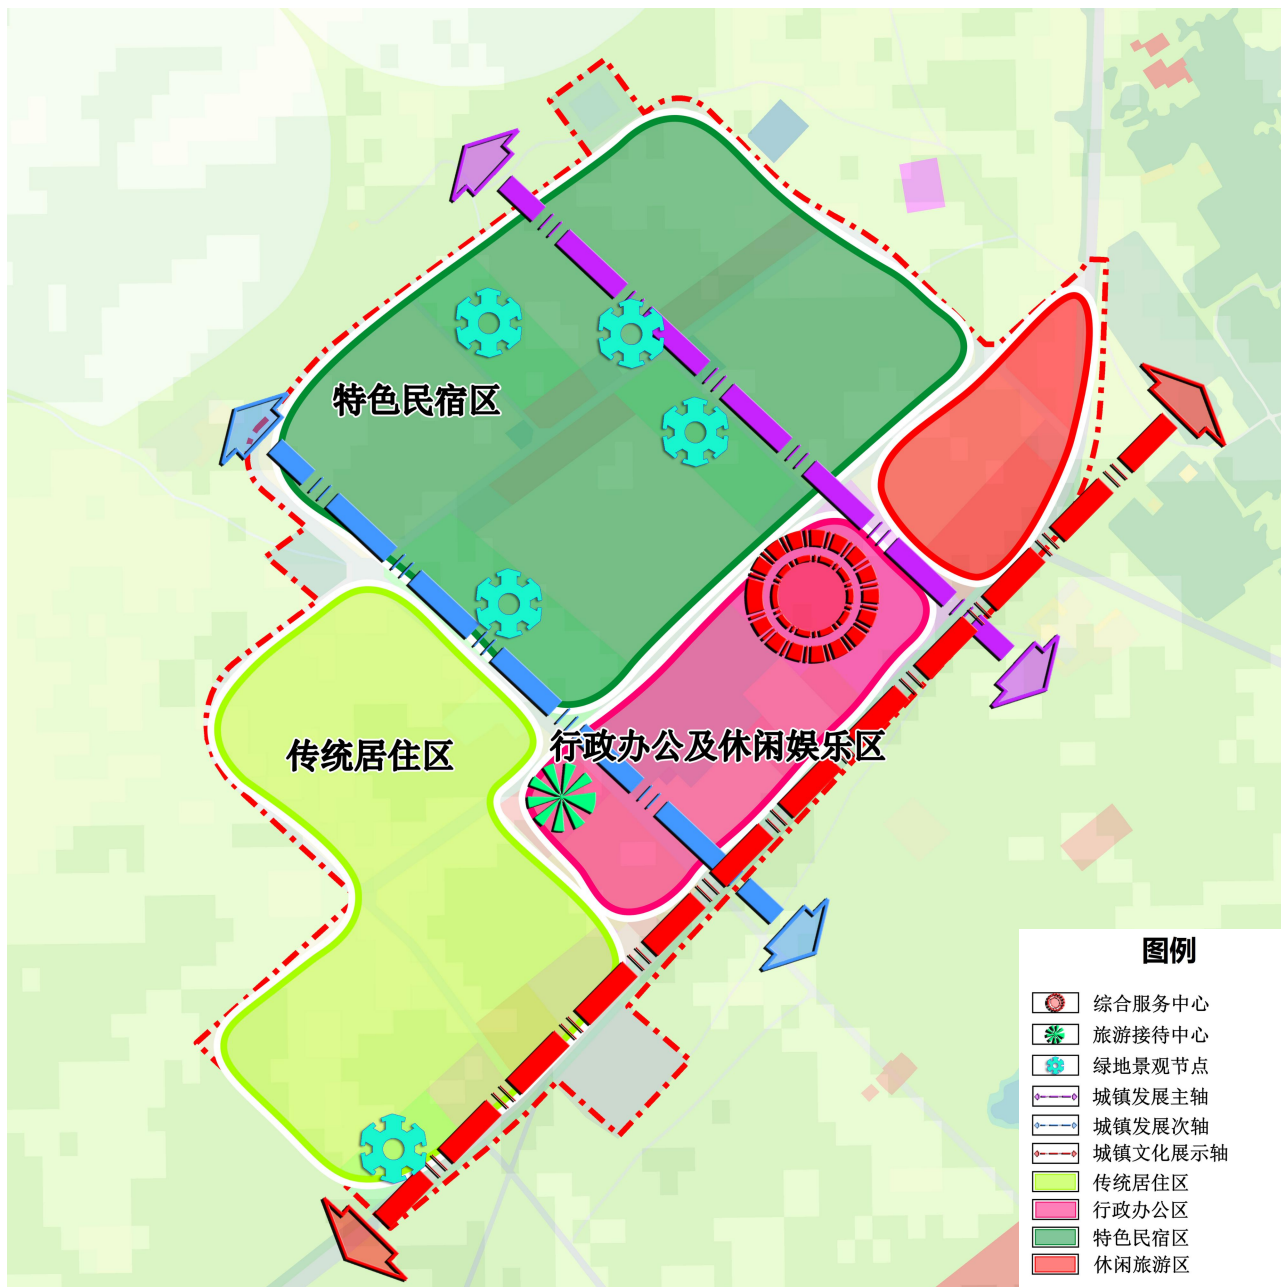 特色民宿区
行政办公及休闲娱乐区
传统居住区
图例
综合服务中心
旅游接待中心
绿地景观节点
城镇发展主轴
城镇发展次轴
城镇文化展示轴
传统居住区
行政办公区
特色民宿区
休闲旅游区